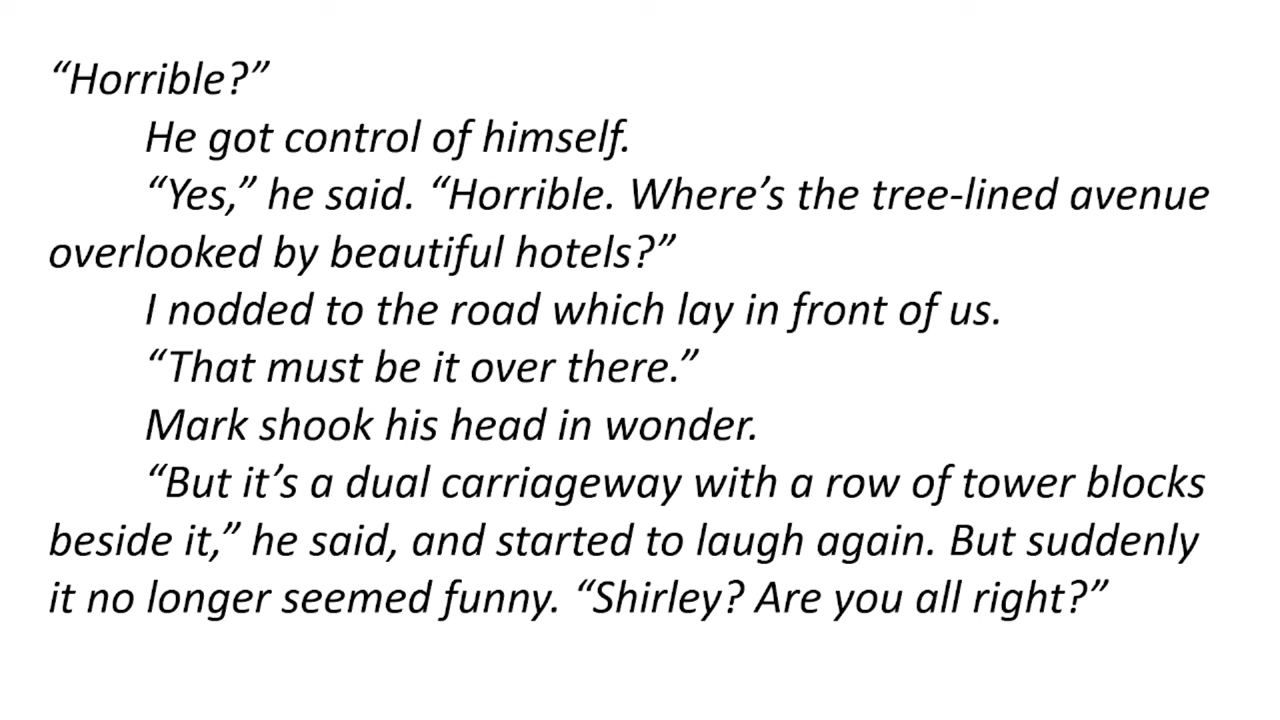 “Horrible?”
He got control of himself.
“Yes,” he said. “Horrible. Where’s the tree-lined avenue
overlooked by beautiful hotels?”
I nodded to the road which lay in front of us.
“That must be it over there.”
Mark shook his head in wonder.
“But it’s a dual carriageway with a row of tower blocks
beside it,” he said, and started to laugh again. But suddenly
it no longer seemed funny. “Shirley? Are you all right?”